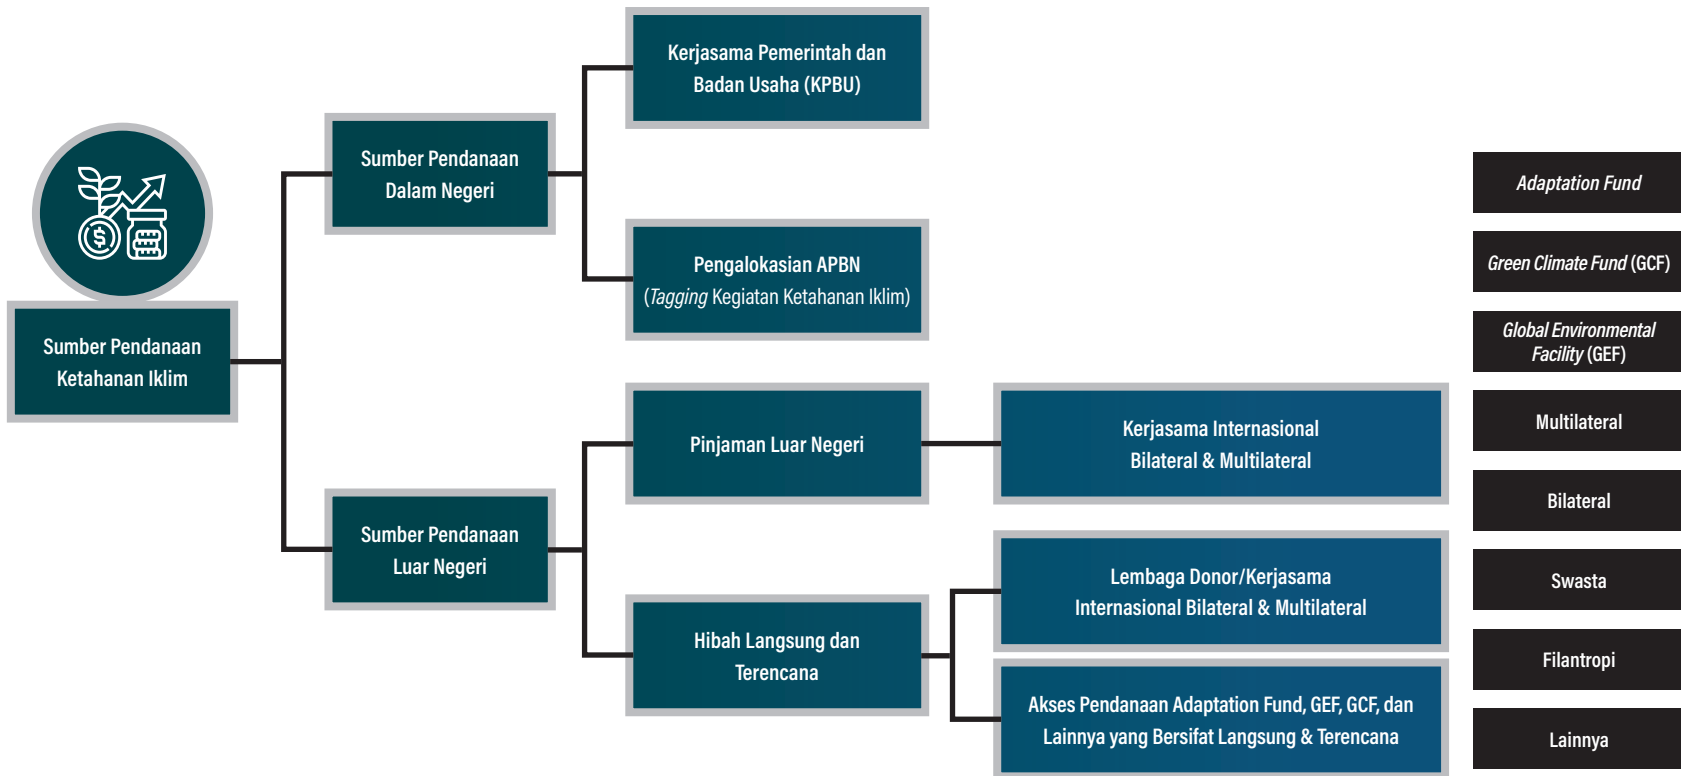 Kerjasama Pemerintah dan
Badan Usaha (KPBU)
Sumber Pendanaan
Dalam Negeri
Pengalokasian APBN
(Tagging Kegiatan Ketahanan Iklim)
$
Sumber Pendanaan
Ketahanan Iklim
Pinjaman Luar Negeri
Kerjasama Internasional
Bilateral & Multilateral
Sumber Pendanaan
Luar Negeri
Hibah Langsung dan
Terencana
Lembaga Donor/Kerjasama
Internasional Bilateral & Multilateral
Akses Pendanaan Adaptation Fund, GEF, GCF, dan
Lainnya yang Bersifat Langsung & Terencana
Adaptation Fund
Green Climate Fund (GCF)
Global Environmental
Facility (GEF)
Multilateral
Bilateral
Swasta
Filantropi
Lainnya